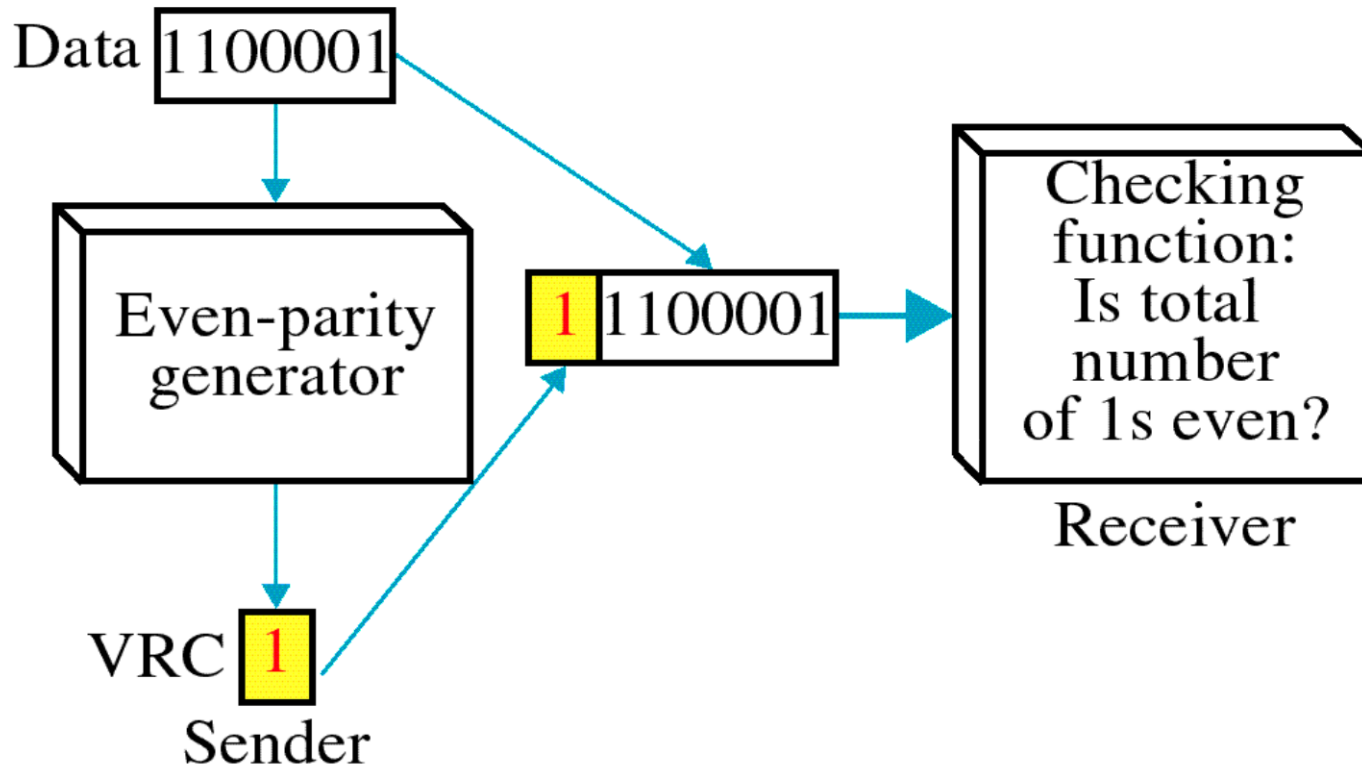 Data 1100001
Even-parity
generator
VRC 1
Sender
1 1100001
Checking
function:
Is total
number
of 1s even?
Receiver